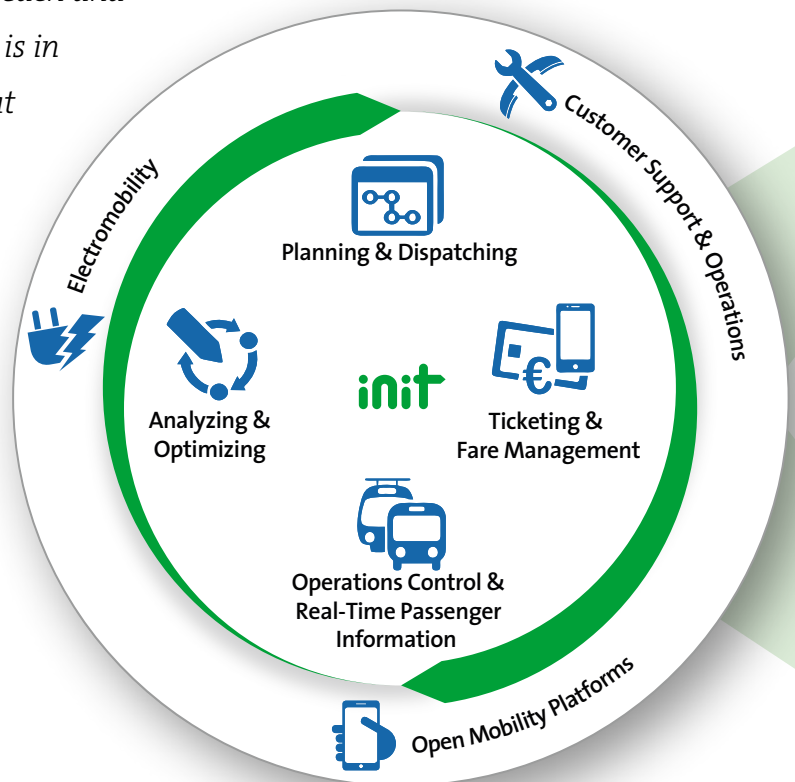 is in
Customer Support & Operations
Electromobility
Planning & Dispatching
init
€
Analyzing &
Optimizing
Ticketing &
Fare Management
Operations Control &
Real-Time Passenger
Information
Open Mobility Platforms